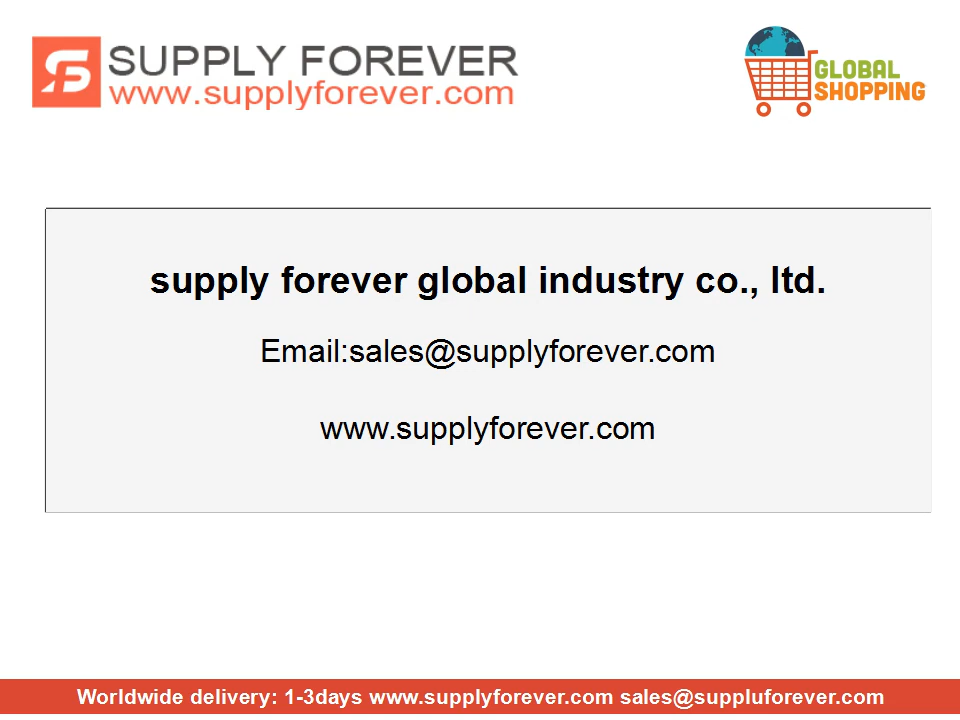 SUPPLY FOREVER
www.supplyforever.com
GLOBAL
SHOPPING
supply forever global industry co., ltd.
Email:sales@supplyforever.com
www.supplyforever.com
Worldwide delivery: 1-3days www.supplyforever.com sales@suppluforever.com